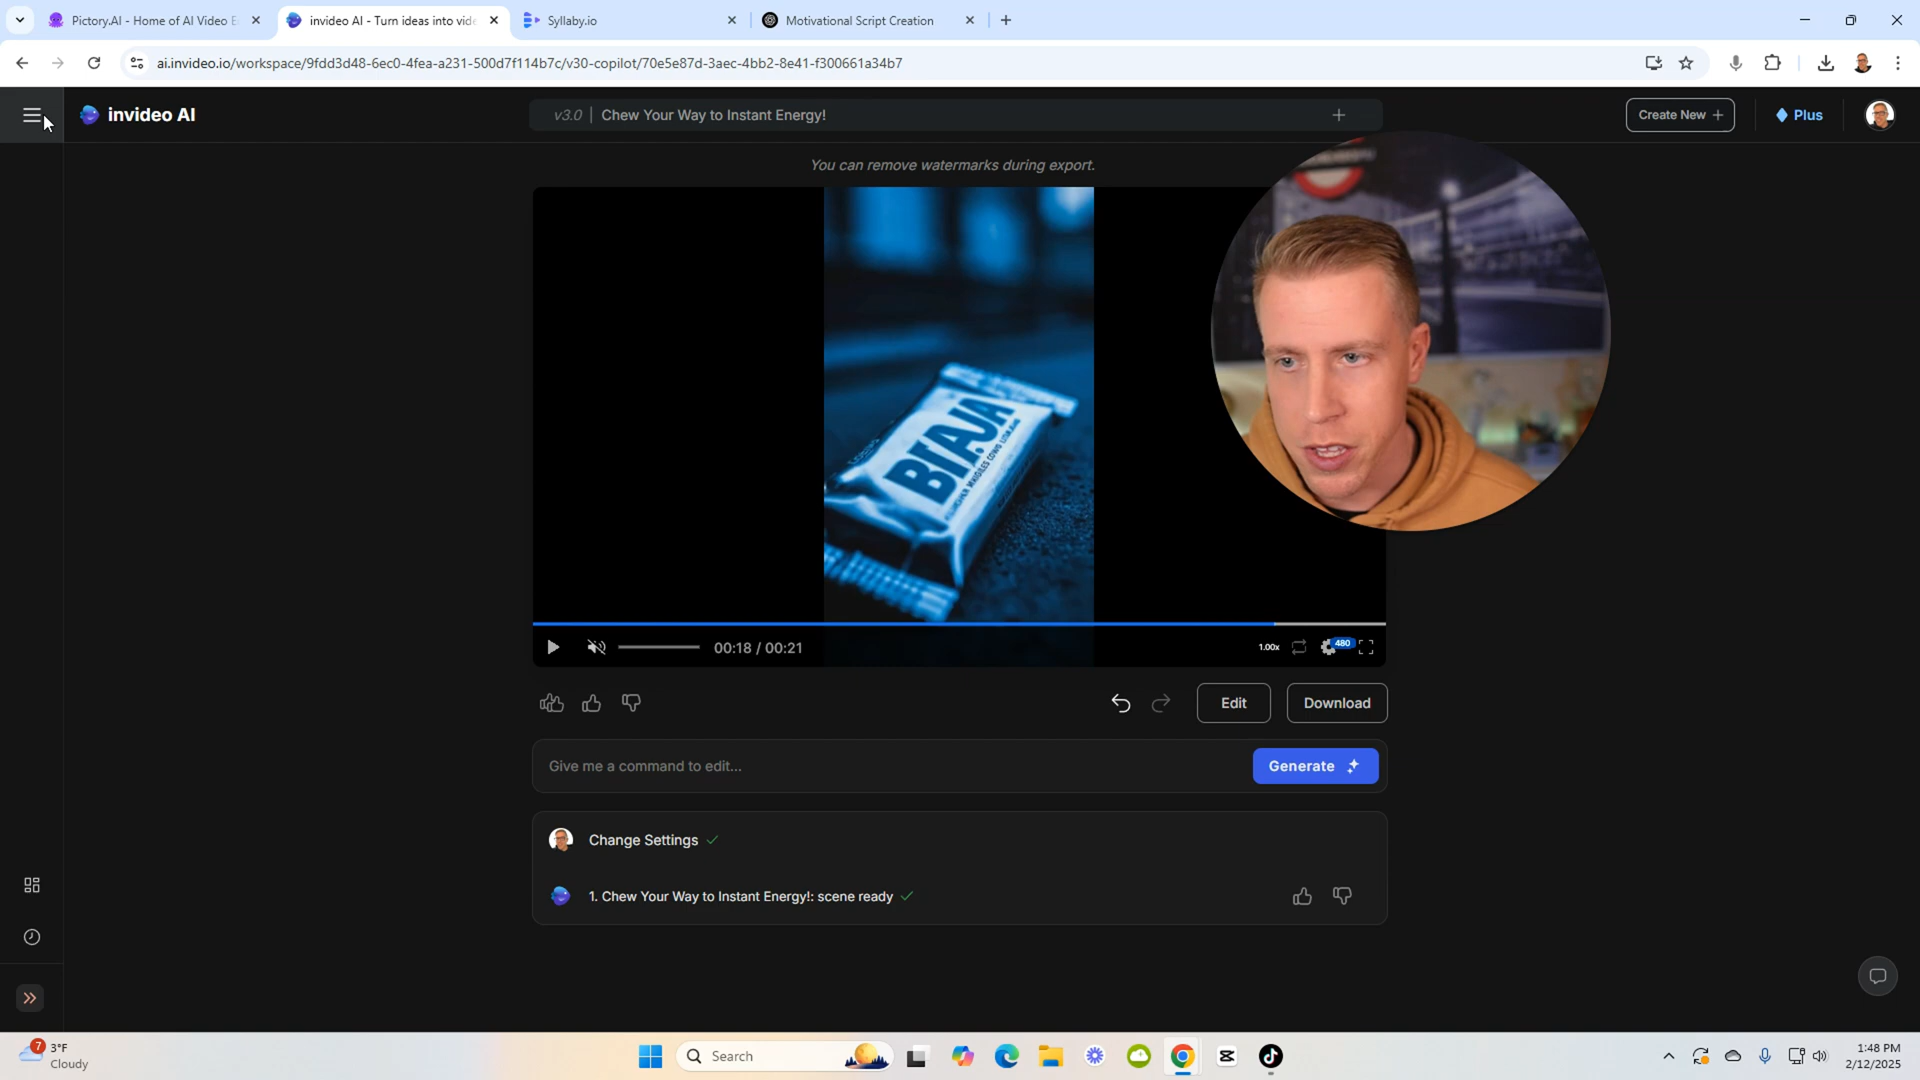 Pictory.AI - Home of AI Video E
invideo AI - Turn ideas into vide
Syllaby.io
Motivational Script Creation
ai.invideo.io/workspace/9fdd3d48-6ec0-4fea-a231-500d7f114b7c/v30-copilot/70e5e87d-3aec-4bb2-8e41-f300661a34b7
invideo AI
v3.0 | Chew Your Way to Instant Energy!
Create New +
Plus
You can remove watermarks during export.
00:18 / 00:21
1.00x
480
Edit
Download
Give me a command to edit...
Generate
Change Settings
1. Chew Your Way to Instant Energy!: scene ready
7
3°F
Cloudy
Search
1:48 PM
2/12/2025